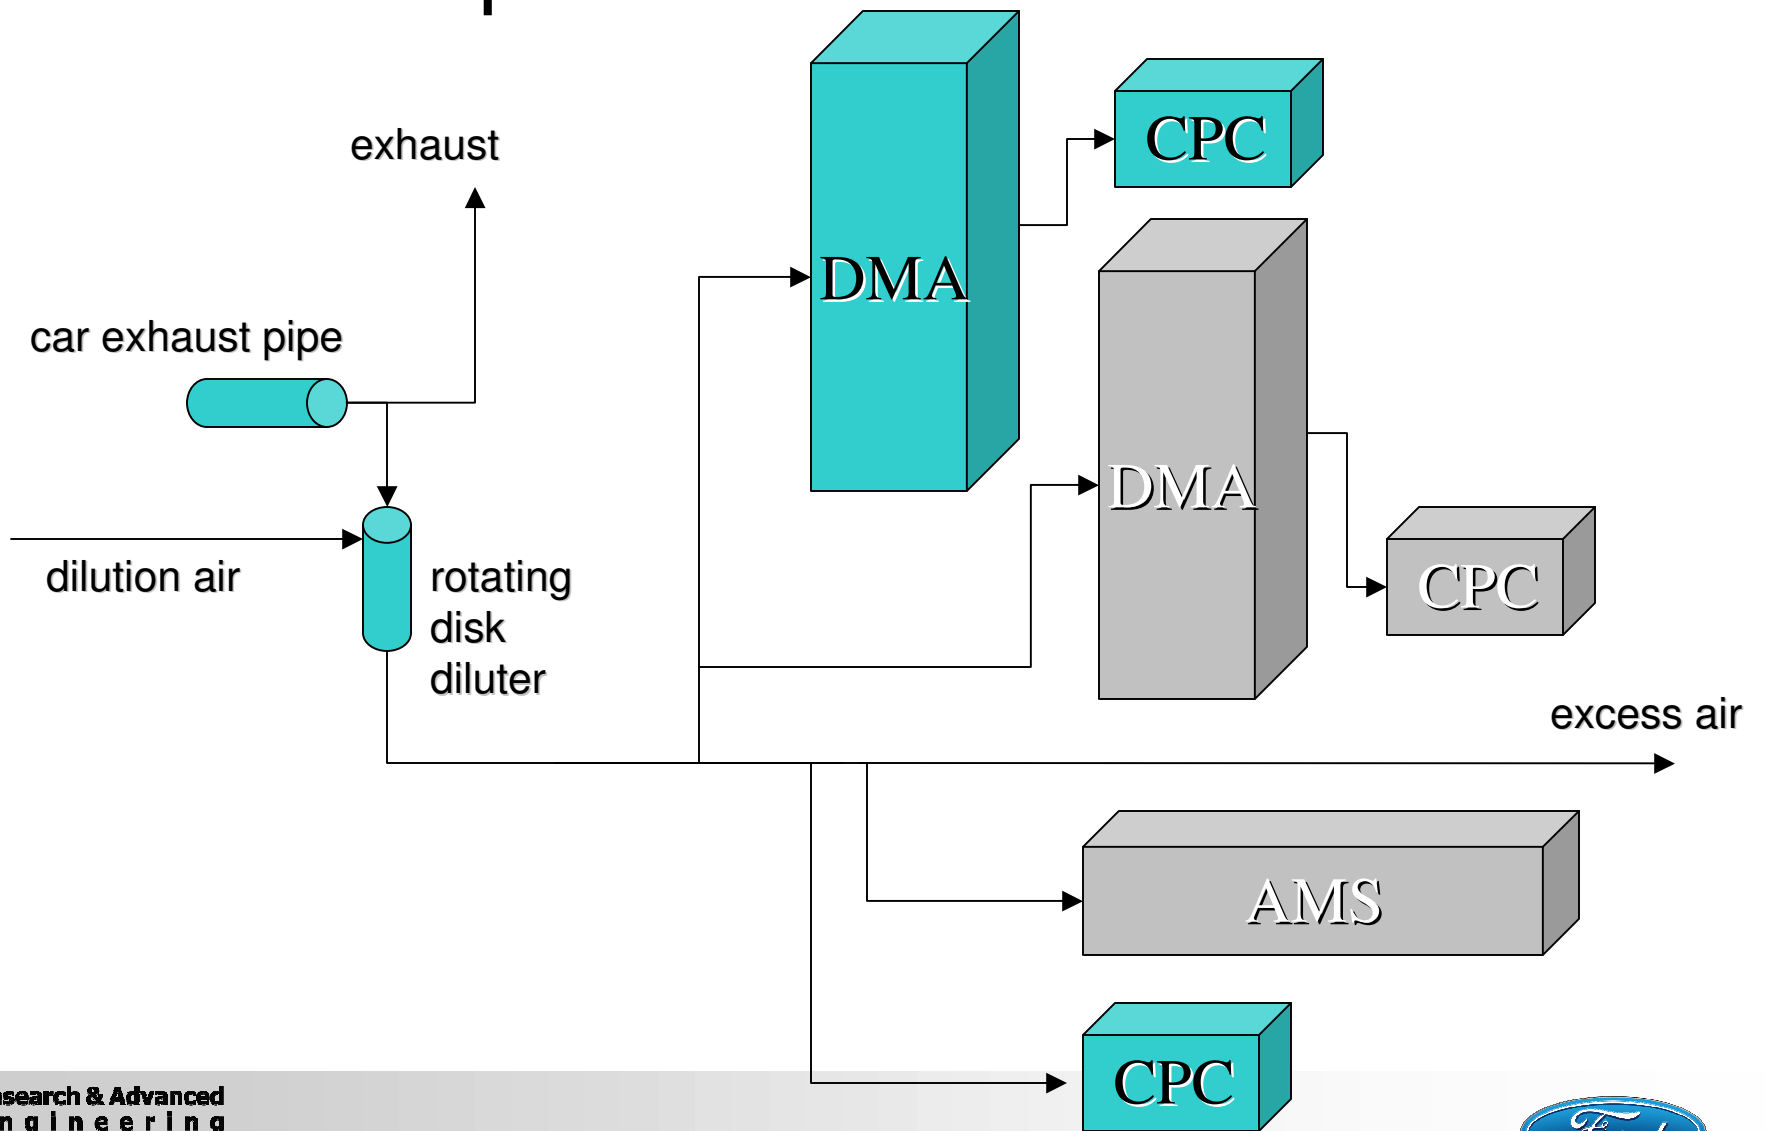 exhaust
CPC
DMA
car exhaust pipe
DMA
dilution air
rotating
disk
diluter
CPC
excess air
AMS
CPC
search & Advanced
ngineering
Ford